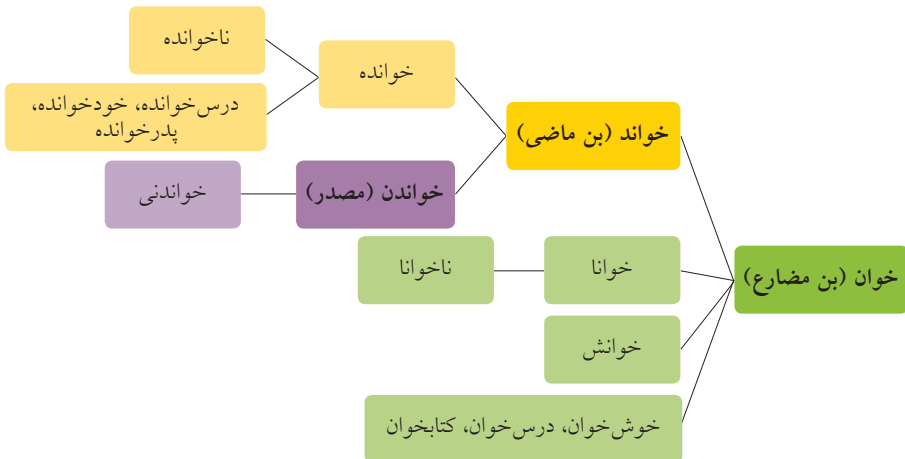 ناخوانده
خوانده
درس‌خوانده، خودخوانده،
پدرخوانده
خواند (بن ماضی)
خواندن (مصدر)
خواندنی
خوان (بن مضارع)
خوانا
ناخوانا
خوانش
خوش‌خوان، درس‌خوان، کتابخوان